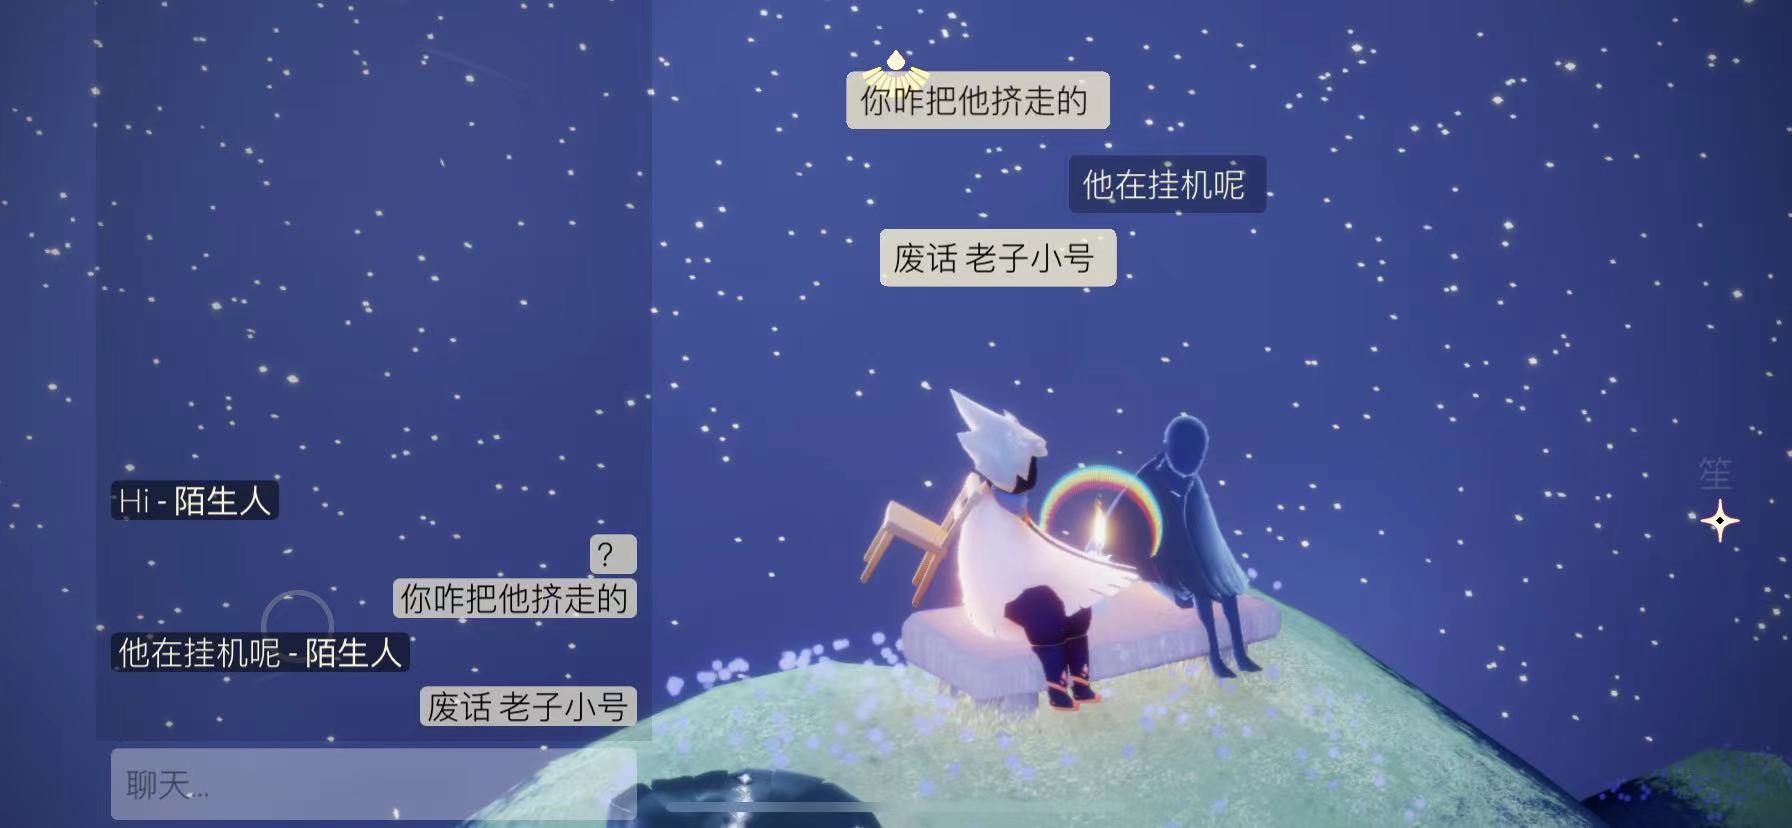 你咋把他挤走的
他在挂机呢
废话 老子小号
笙
Hi - 陌生人
?
你咋把他挤走的
他在挂机呢 - 陌生人
废话 老子小号
聊天...